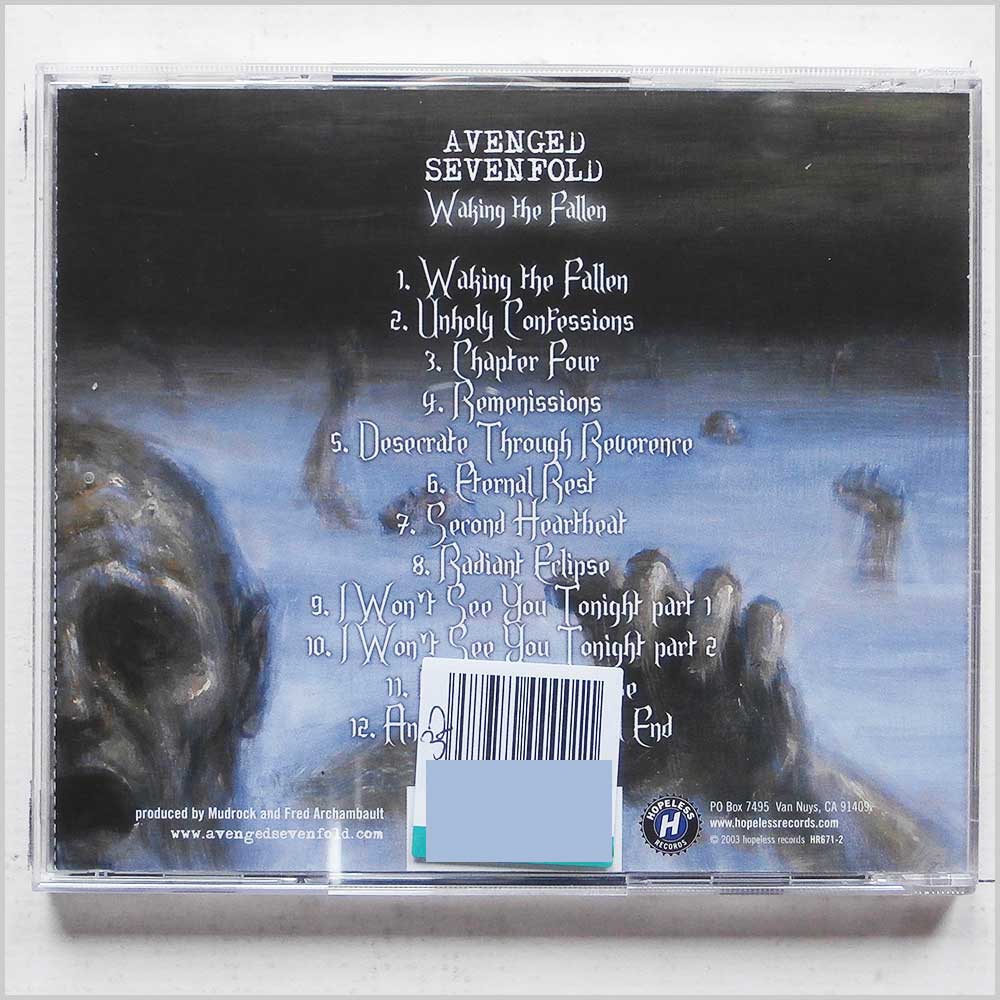 AVENGED
SEVENFOLD
Waking the Fallen
1. Waking the Fallen
2. Unholy Confessions
3. Chapter Four
4. Remenissions
5. Desecrate Through Reverence
6. Eternal Rest
7. Second Heartbeat
8. Radiant Eclipse
9. I Won't See You Tonight part 1
10. I Won't See You Tonight part 2
11.
12. End
produced by Mudrock and Fred Archambault
www.avengedsevenfold.com
HOPELESS
H
RECORDS
PO Box 7495 Van Nuys, CA 91409.
www.hopelessrecords.com
© 2003 hopeless records HR671-2